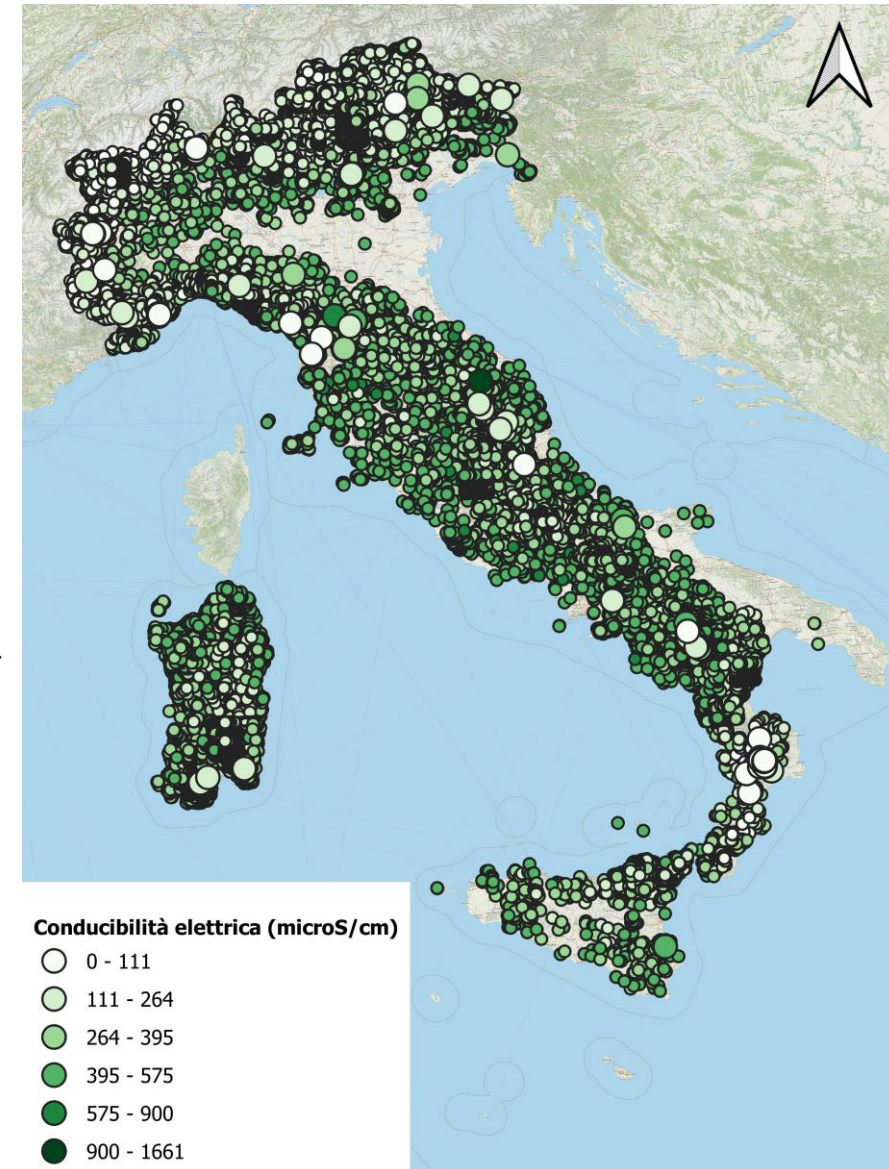 Conducibilità elettrica (microS/cm)
0 - 111
111 - 264
264 - 395
395 - 575
575 - 900
900 - 1661